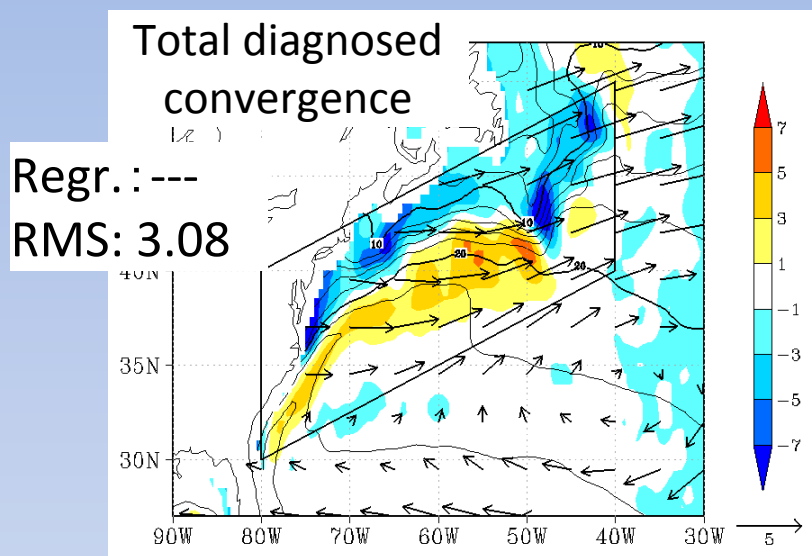 Total diagnosed
convergence
Regr.: ---
RMS: 3.08
10
10
10
20
20
40N
35N
30N
90W 80W 70W 60W 50W 40W 30W
7
5
3
1
-1
-3
-5
-7
5